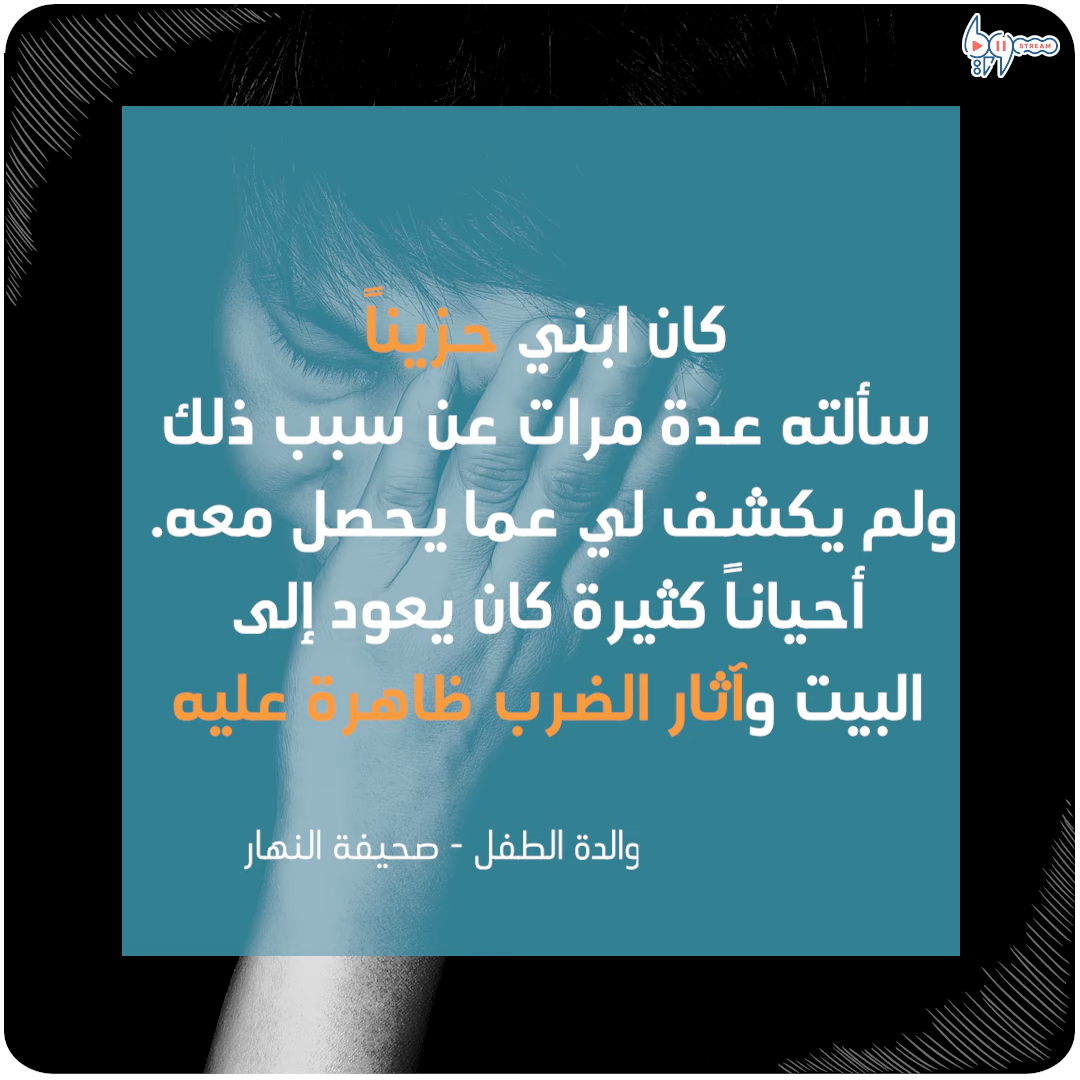 STREAM
كان ابني حزيناً
سألته عدة مرات عن سبب ذلك
ولم يكشف لي عما يحصل معه.
أحياناً كثيرة كان يعود إلى
البيت وآثار الضرب ظاهرة عليه
والدة الطفل - صحيفة النهار